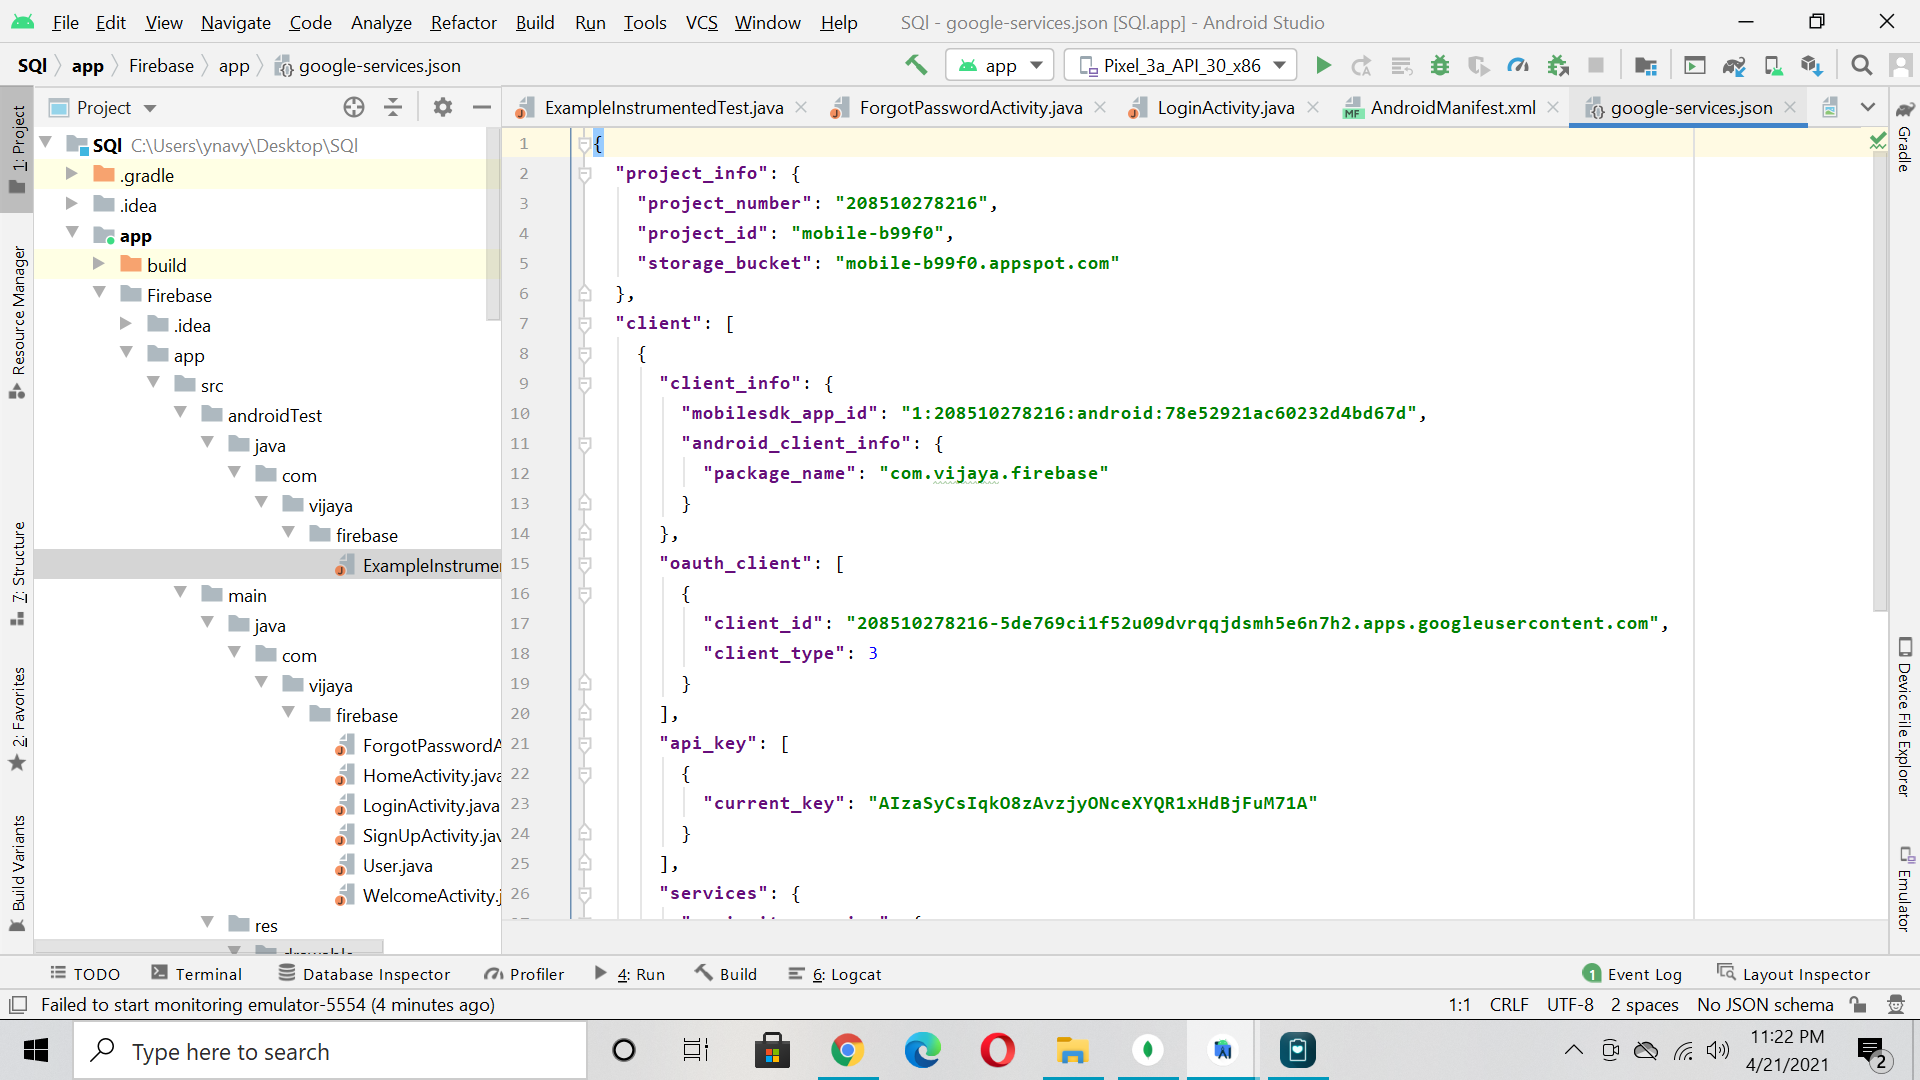 File Edit View Navigate Code Analyze Refactor Build Run Tools VCS Window Help SQl - google-services.json [SQl.app] - Android Studio
SQl app Firebase app google-services.json app Pixel_3a_API_30_x86
Project ExampleInstrumentedTest.java ForgotPasswordActivity.java LoginActivity.java AndroidManifest.xml google-services.json
1: Project
Resource Manager
7: Structure
2: Favorites
Build Variants
SQl C:\Users\ynavy\Desktop\SQl
.gradle
.idea
app
build
Firebase
.idea
app
src
androidTest
java
com
vijaya
firebase
ExampleInstrume
main
java
com
vijaya
firebase
ForgotPasswordA
HomeActivity.java
LoginActivity.java
SignUpActivity.jav
User.java
WelcomeActivity.j
res
drawable
1 {
2 "project_info": {
3 "project_number": "208510278216",
4 "project_id": "mobile-b99f0",
5 "storage_bucket": "mobile-b99f0.appspot.com"
6 },
7 "client": [
8 {
9 "client_info": {
10 "mobilesdk_app_id": "1:208510278216:android:78e52921ac60232d4bd67d",
11 "android_client_info": {
12 "package_name": "com.vijaya.firebase"
13 }
14 },
15 "oauth_client": [
16 {
17 "client_id": "208510278216-5de769ci1f52u09dvrqqjdsmh5e6n7h2.apps.googleusercontent.com",
18 "client_type": 3
19 }
20 ],
21 "api_key": [
22 {
23 "current_key": "AIzaSyCsIqkO8zAvzjyONceXYQR1xHdBjFuM71A"
24 }
25 ],
26 "services": {
Gradle
Device File Explorer
Emulator
TODO Terminal Database Inspector Profiler 4: Run Build 6: Logcat 1 Event Log Layout Inspector
Failed to start monitoring emulator-5554 (4 minutes ago) 1:1 CRLF UTF-8 2 spaces No JSON schema
Type here to search
11:22 PM
4/21/2021
2